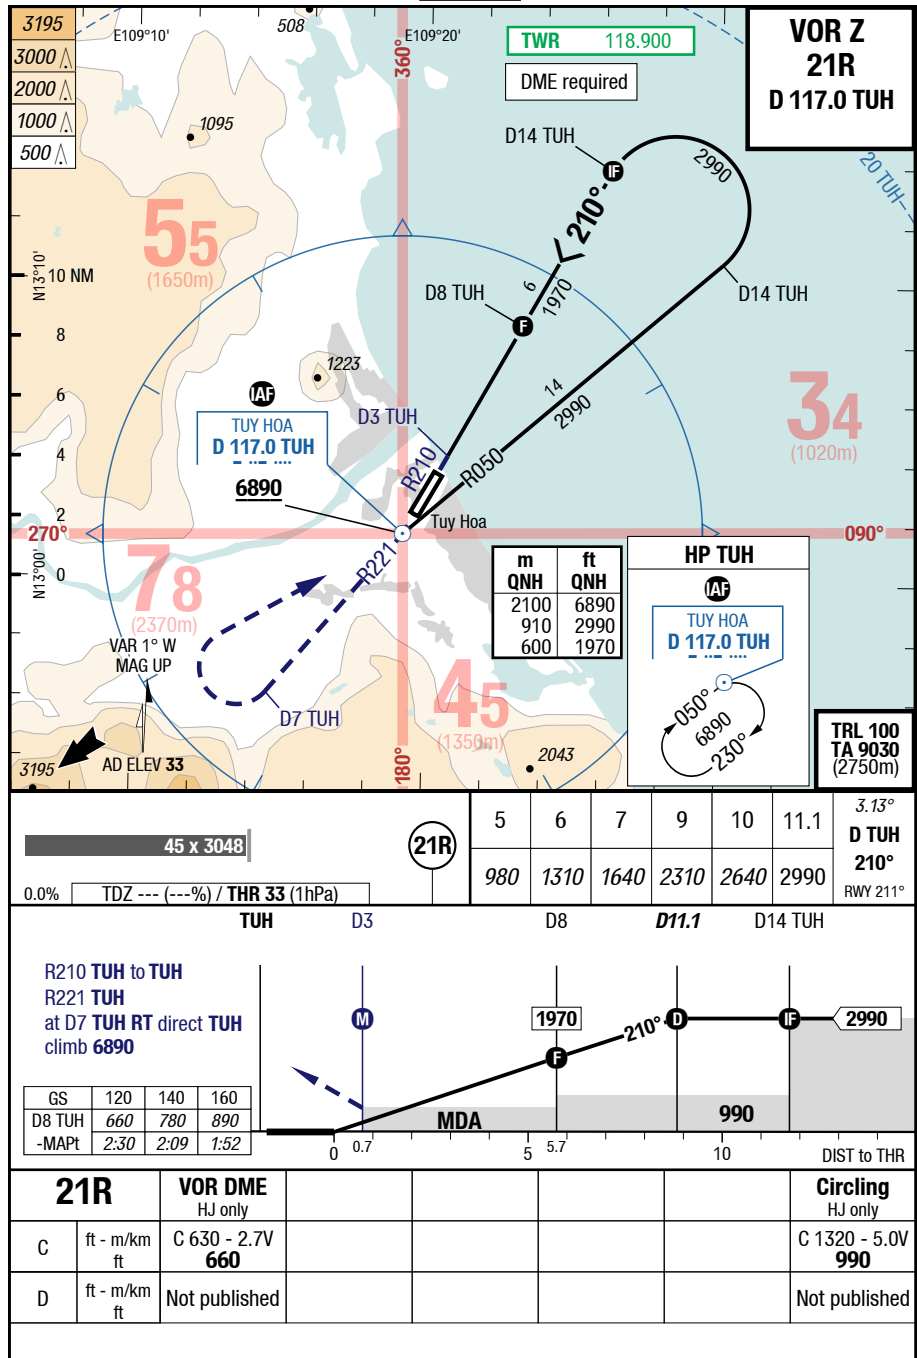 3195
3000
2000
1000
500
E109°10'
508
E109°20'
360°
TWR 118.900
DME required
VOR Z
21R
D 117.0 TUH
1095
D14 TUH
IF
2990
20 TUH
210°
55
(1650m)
N13°10'
10 NM
D8 TUH
6
1970
D14 TUH
F
8
1223
6
IAF
14
2990
34
(1020m)
TUY HOA
D 117.0 TUH
D3 TUH
4
R210
R050
6890
2
Tuy Hoa
270°
090°
N13°00'
0
78
(2370m)
R221
m ft
QNH QNH
2100 6890
910 2990
600 1970
HP TUH
IAF
TUY HOA
D 117.0 TUH
050°
6890
230°
VAR 1° W
MAG UP
D7 TUH
45
(1350m)
2043
180°
3195
AD ELEV 33
TRL 100
TA 9030
(2750m)
45 x 3048
21R
0.0%
TDZ --- (---%) / THR 33 (1hPa)
5 6 7 9 10 11.1
980 1310 1640 2310 2640 2990
3.13°
D TUH
210°
RWY 211°
TUH D3 D8 D11.1 D14 TUH
R210 TUH to TUH
R221 TUH
at D7 TUH RT direct TUH
climb 6890
M
1970
210°
D
IF
2990
F
MDA
990
GS 120 140 160
D8 TUH 660 780 890
-MAPt 2:30 2:09 1:52
0 0.7 5 5.7 10 DIST to THR
21R
VOR DME
HJ only
Circling
HJ only
C
ft - m/km
ft
C 630 - 2.7V
660
C 1320 - 5.0V
990
D
ft - m/km
ft
Not published
Not published